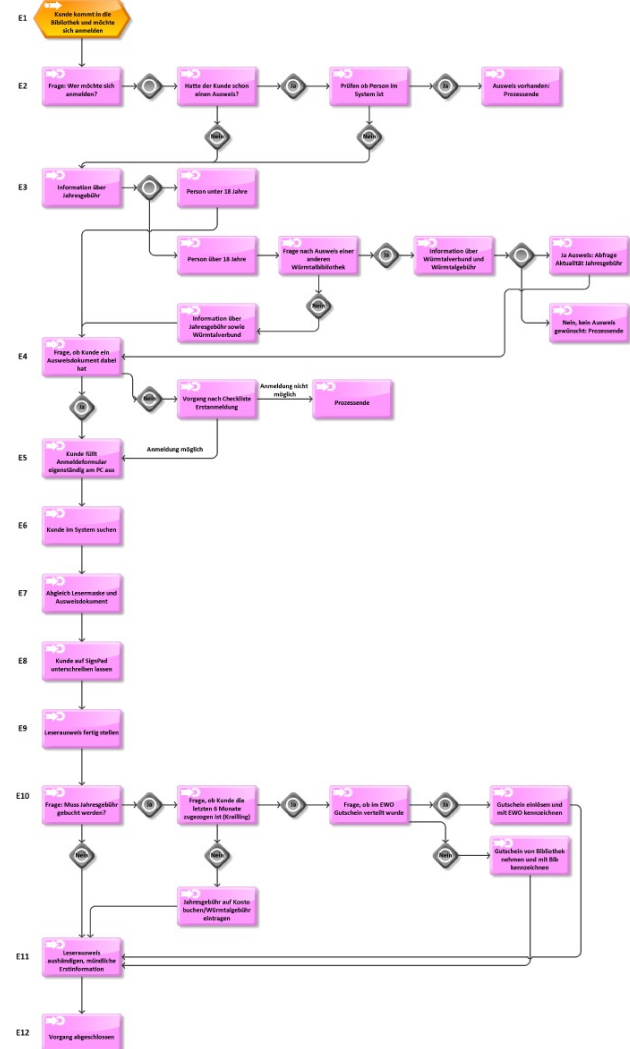 E1
Kunde kommt in die
Bibliothek und möchte
sich anmelden
E2
Frage: Wer möchte sich
anmelden?
Hatte der Kunde schon
einen Ausweis?
Ja
Prüfen ob Person im
System ist
Ja
Ausweis vorhanden:
Prozessende
Nein
Nein
E3
Information über
Jahresgebühr
Person unter 18 Jahre
Person über 18 Jahre
Frage nach Ausweis einer
anderen
Würmtalbibliothek
Ja
Information über
Würmtalverbund und
Würmtalgebühr
Ja Ausweis: Abfrage
Aktualität Jahresgebühr
Nein
Information über
Jahresgebühr sowie
Würmtalverbund
Nein, kein Ausweis
gewünscht: Prozessende
E4
Frage, ob Kunde ein
Ausweisdokument dabei
hat
Ja
Nein
Vorgang nach Checkliste
Erstanmeldung
Anmeldung nicht
möglich
Prozessende
Anmeldung möglich
E5
Kunde füllt
Anmeldeformular
eigenständig am PC aus
E6
Kunde im System suchen
E7
Abgleich Lesermaske und
Ausweisdokument
E8
Kunde auf SignPad
unterschreiben lassen
E9
Leserausweis fertig stellen
E10
Frage: Muss Jahresgebühr
gebucht werden?
Ja
Frage, ob Kunde die
letzten 6 Monate
zugezogen ist (Krailling)
Ja
Frage, ob im EWO
Gutschein verteilt wurde
Ja
Gutschein einlösen und
mit EWO kennzeichnen
Nein
Nein
Nein
Gutschein von Bibliothek
nehmen und mit Bib
kennzeichnen
Jahresgebühr auf Konto
buchen/Würmtalgebühr
eintragen
E11
Leserausweis
aushändigen, mündliche
Erstinformation
E12
Vorgang abgeschlossen